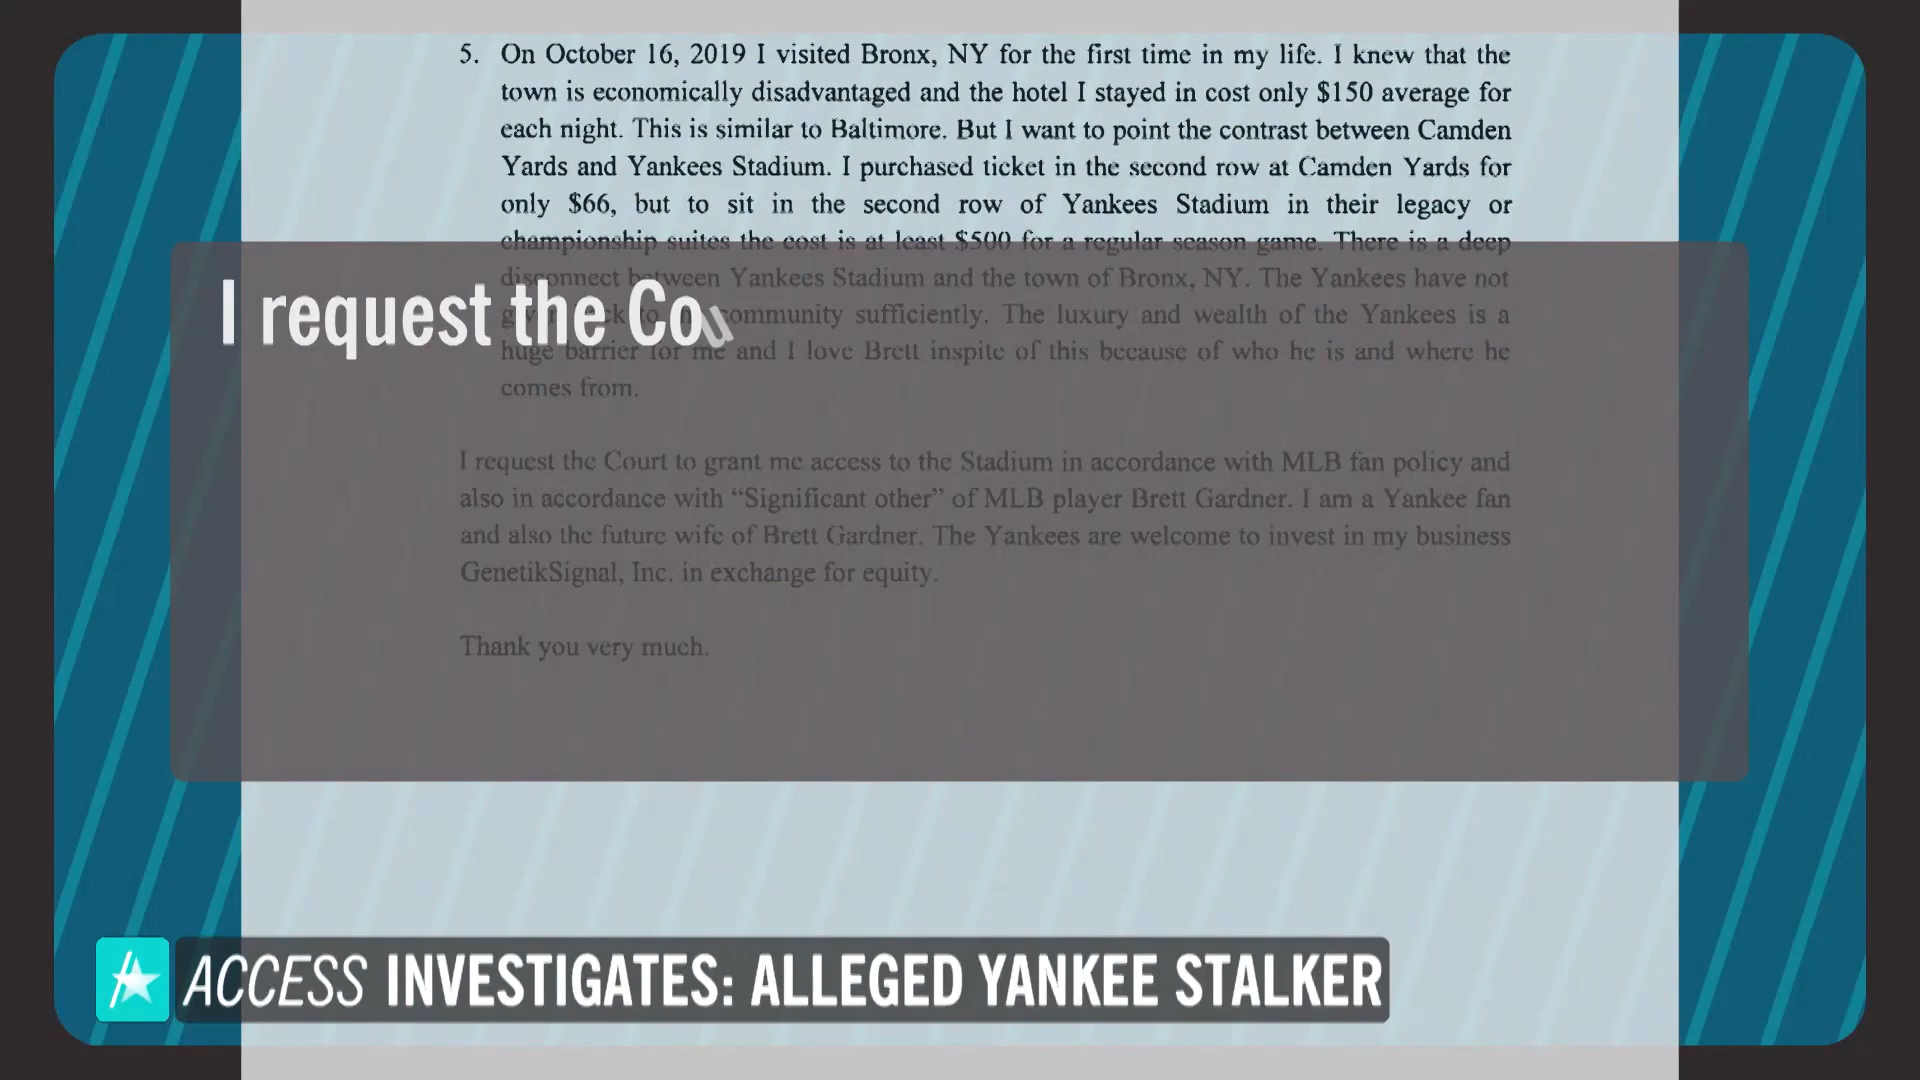 5. On October 16, 2019 I visited Bronx, NY for the first time in my life. I knew that the
town is economically disadvantaged and the hotel I stayed in cost only $150 average for
each night. This is similar to Baltimore. But I want to point the contrast between Camden
Yards and Yankees Stadium. I purchased ticket in the second row at Camden Yards for
only $66, but to sit in the second row of Yankees Stadium in their legacy or
championship suites the cost is at least $500 for a regular season game. There is a deep
disconnect between Yankees Stadium and the town of Bronx, NY. The Yankees have not
community sufficiently. The luxury and wealth of the Yankees is a
huge barrier for me and I love Brett inspite of this because of who he is and where he
comes from.
I request the Cou
I request the Court to grant me access to the Stadium in accordance with MLB fan policy and
also in accordance with “Significant other” of MLB player Brett Gardner. I am a Yankee fan
and also the future wife of Brett Gardner. The Yankees are welcome to invest in my business
GenetikSignal, Inc. in exchange for equity.
Thank you very much.
ACCESS INVESTIGATES: ALLEGED YANKEE STALKER